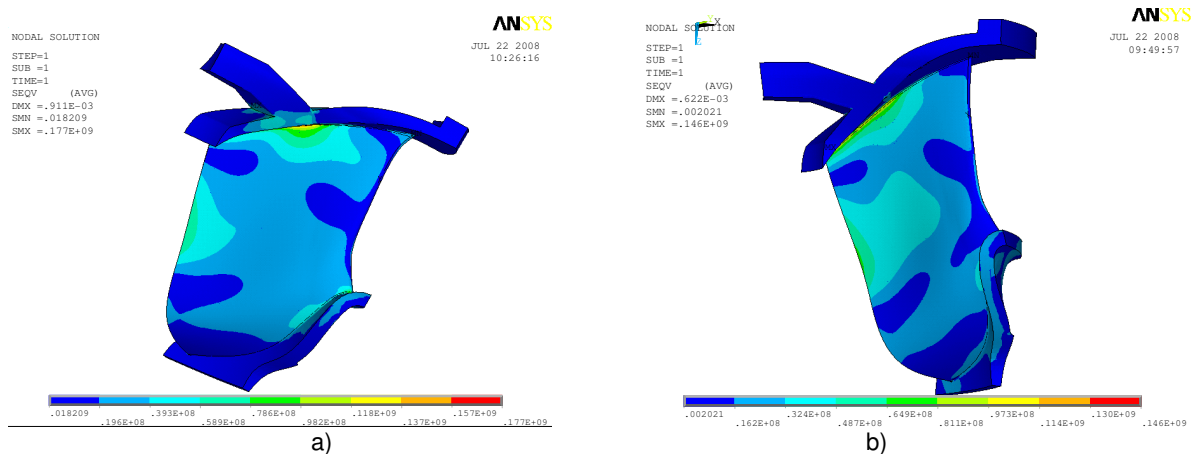 ANSYS
JUL 22 2008
10:26:16
NODAL SOLUTION
STEP=1
SUB =1
TIME=1
SEQV (AVG)
DMX =.911E-03
SMN =.018209
SMX =.177E+09
.018209 .393E+08 .786E+08 .118E+09 .157E+09
.196E+08 .589E+08 .982E+08 .137E+09 .177E+09
a)
ANSYS
JUL 22 2008
09:49:57
NODAL SOLUTION
STEP=1
SUB =1
TIME=1
SEQV (AVG)
DMX =.622E-03
SMN =.002021
SMX =.146E+09
X
Z
.002021 .324E+08 .649E+08 .973E+08 .130E+09
.162E+08 .487E+08 .811E+08 .114E+09 .146E+09
b)